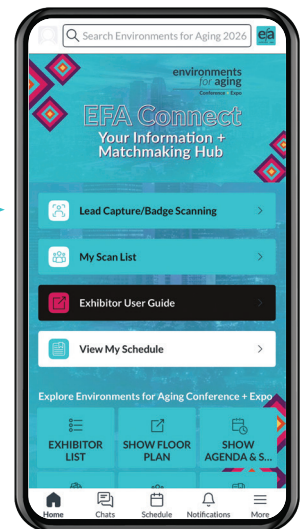 Search Environments for Aging 2026
efa
environments
for aging
Conference + Expo
EFA Connect
Your Information +
Matchmaking Hub
Lead Capture/Badge Scanning
My Scan List
Exhibitor User Guide
View My Schedule
Explore Environments for Aging Conference + Expo
EXHIBITOR
LIST
SHOW FLOOR
PLAN
SHOW
AGENDA & S...
Home
Chats
Schedule
Notifications
More